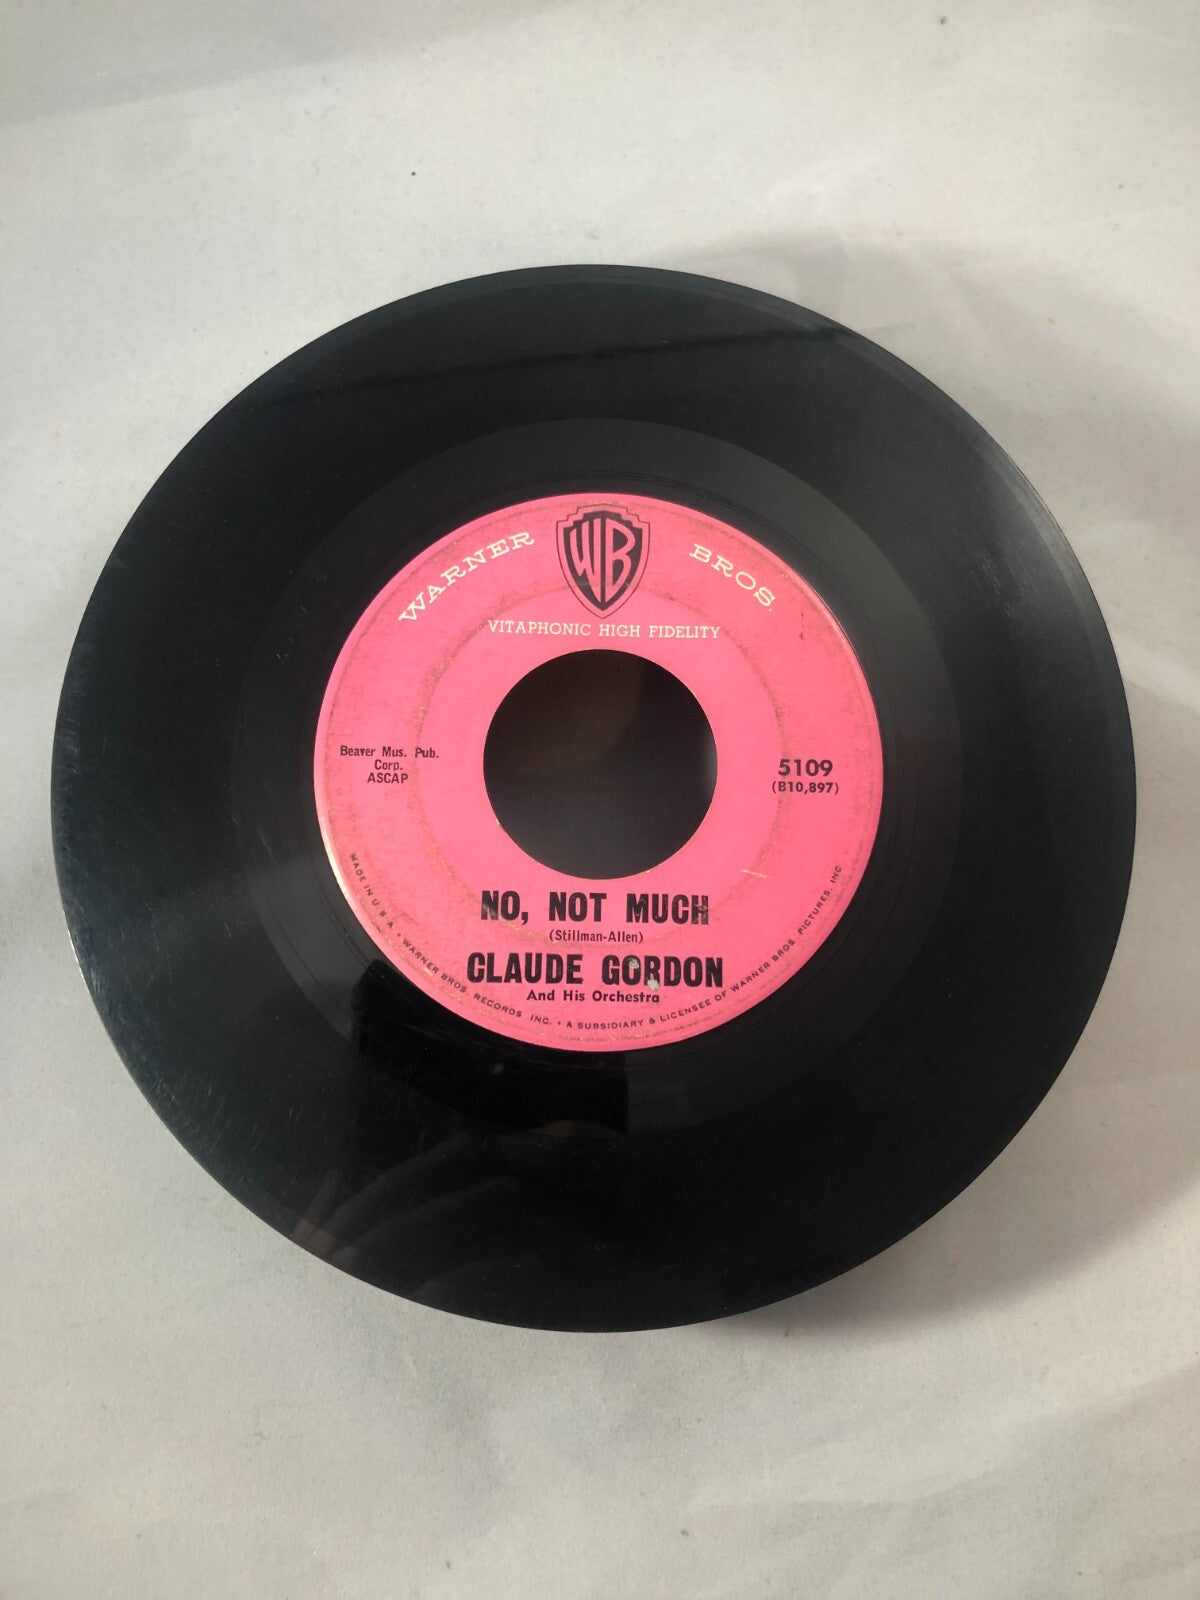 WARNER BROS.
WB
VITAPHONIC HIGH FIDELITY
Beaver Mus. Pub.
Corp.
ASCAP
5109
(B10,897)
NO, NOT MUCH
(Stillman-Allen)
CLAUDE GORDON
And His Orchestra
MADE IN U.S.A. • WARNER BROS. RECORDS INC. • A SUBSIDIARY & LICENSEE OF WARNER BROS. PICTURES, INC.